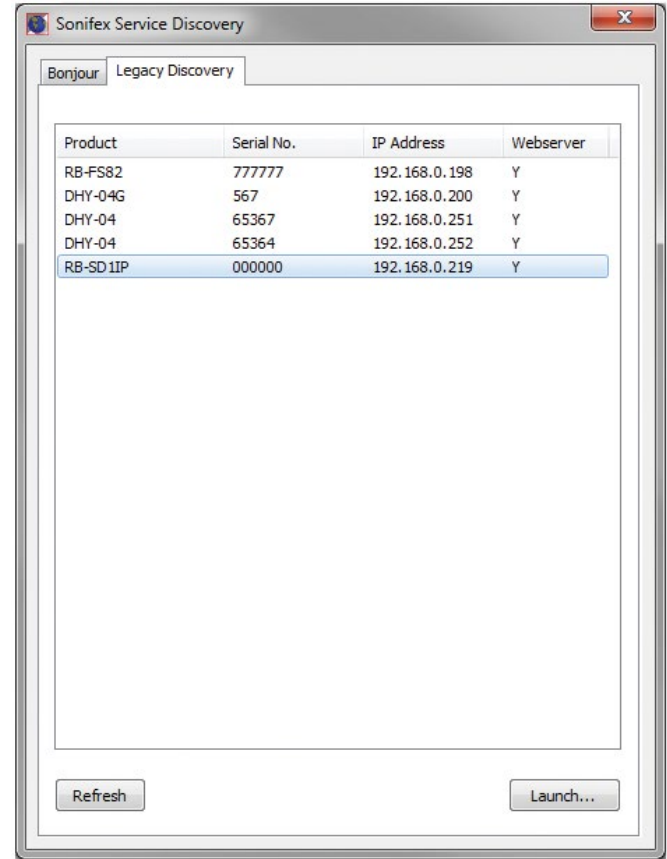 Sonifex Service Discovery
Bonjour Legacy Discovery
Product Serial No. IP Address Webserver
RB-FS82 777777 192.168.0.198 Y
DHY-04G 567 192.168.0.200 Y
DHY-04 65367 192.168.0.251 Y
DHY-04 65364 192.168.0.252 Y
RB-SD1IP 000000 192.168.0.219 Y
Refresh Launch...